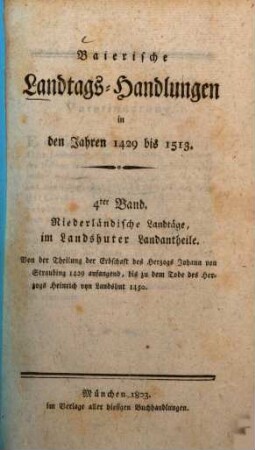 Baierische
Landtags=Handlungen
in
den Jahren 1429 bis 1513.
4ter Band.
Niederländische Landtäge,
im Landshuter Landantheile.
Von der Theilung der Erbschaft des Herzogs Johann von
Straubing 1429 anfangend, bis zu dem Tode des Her-
zogs Heinrich von Landshut 1450.
München, 1803.
im Verlage aller hiesigen Buchhandlungen.